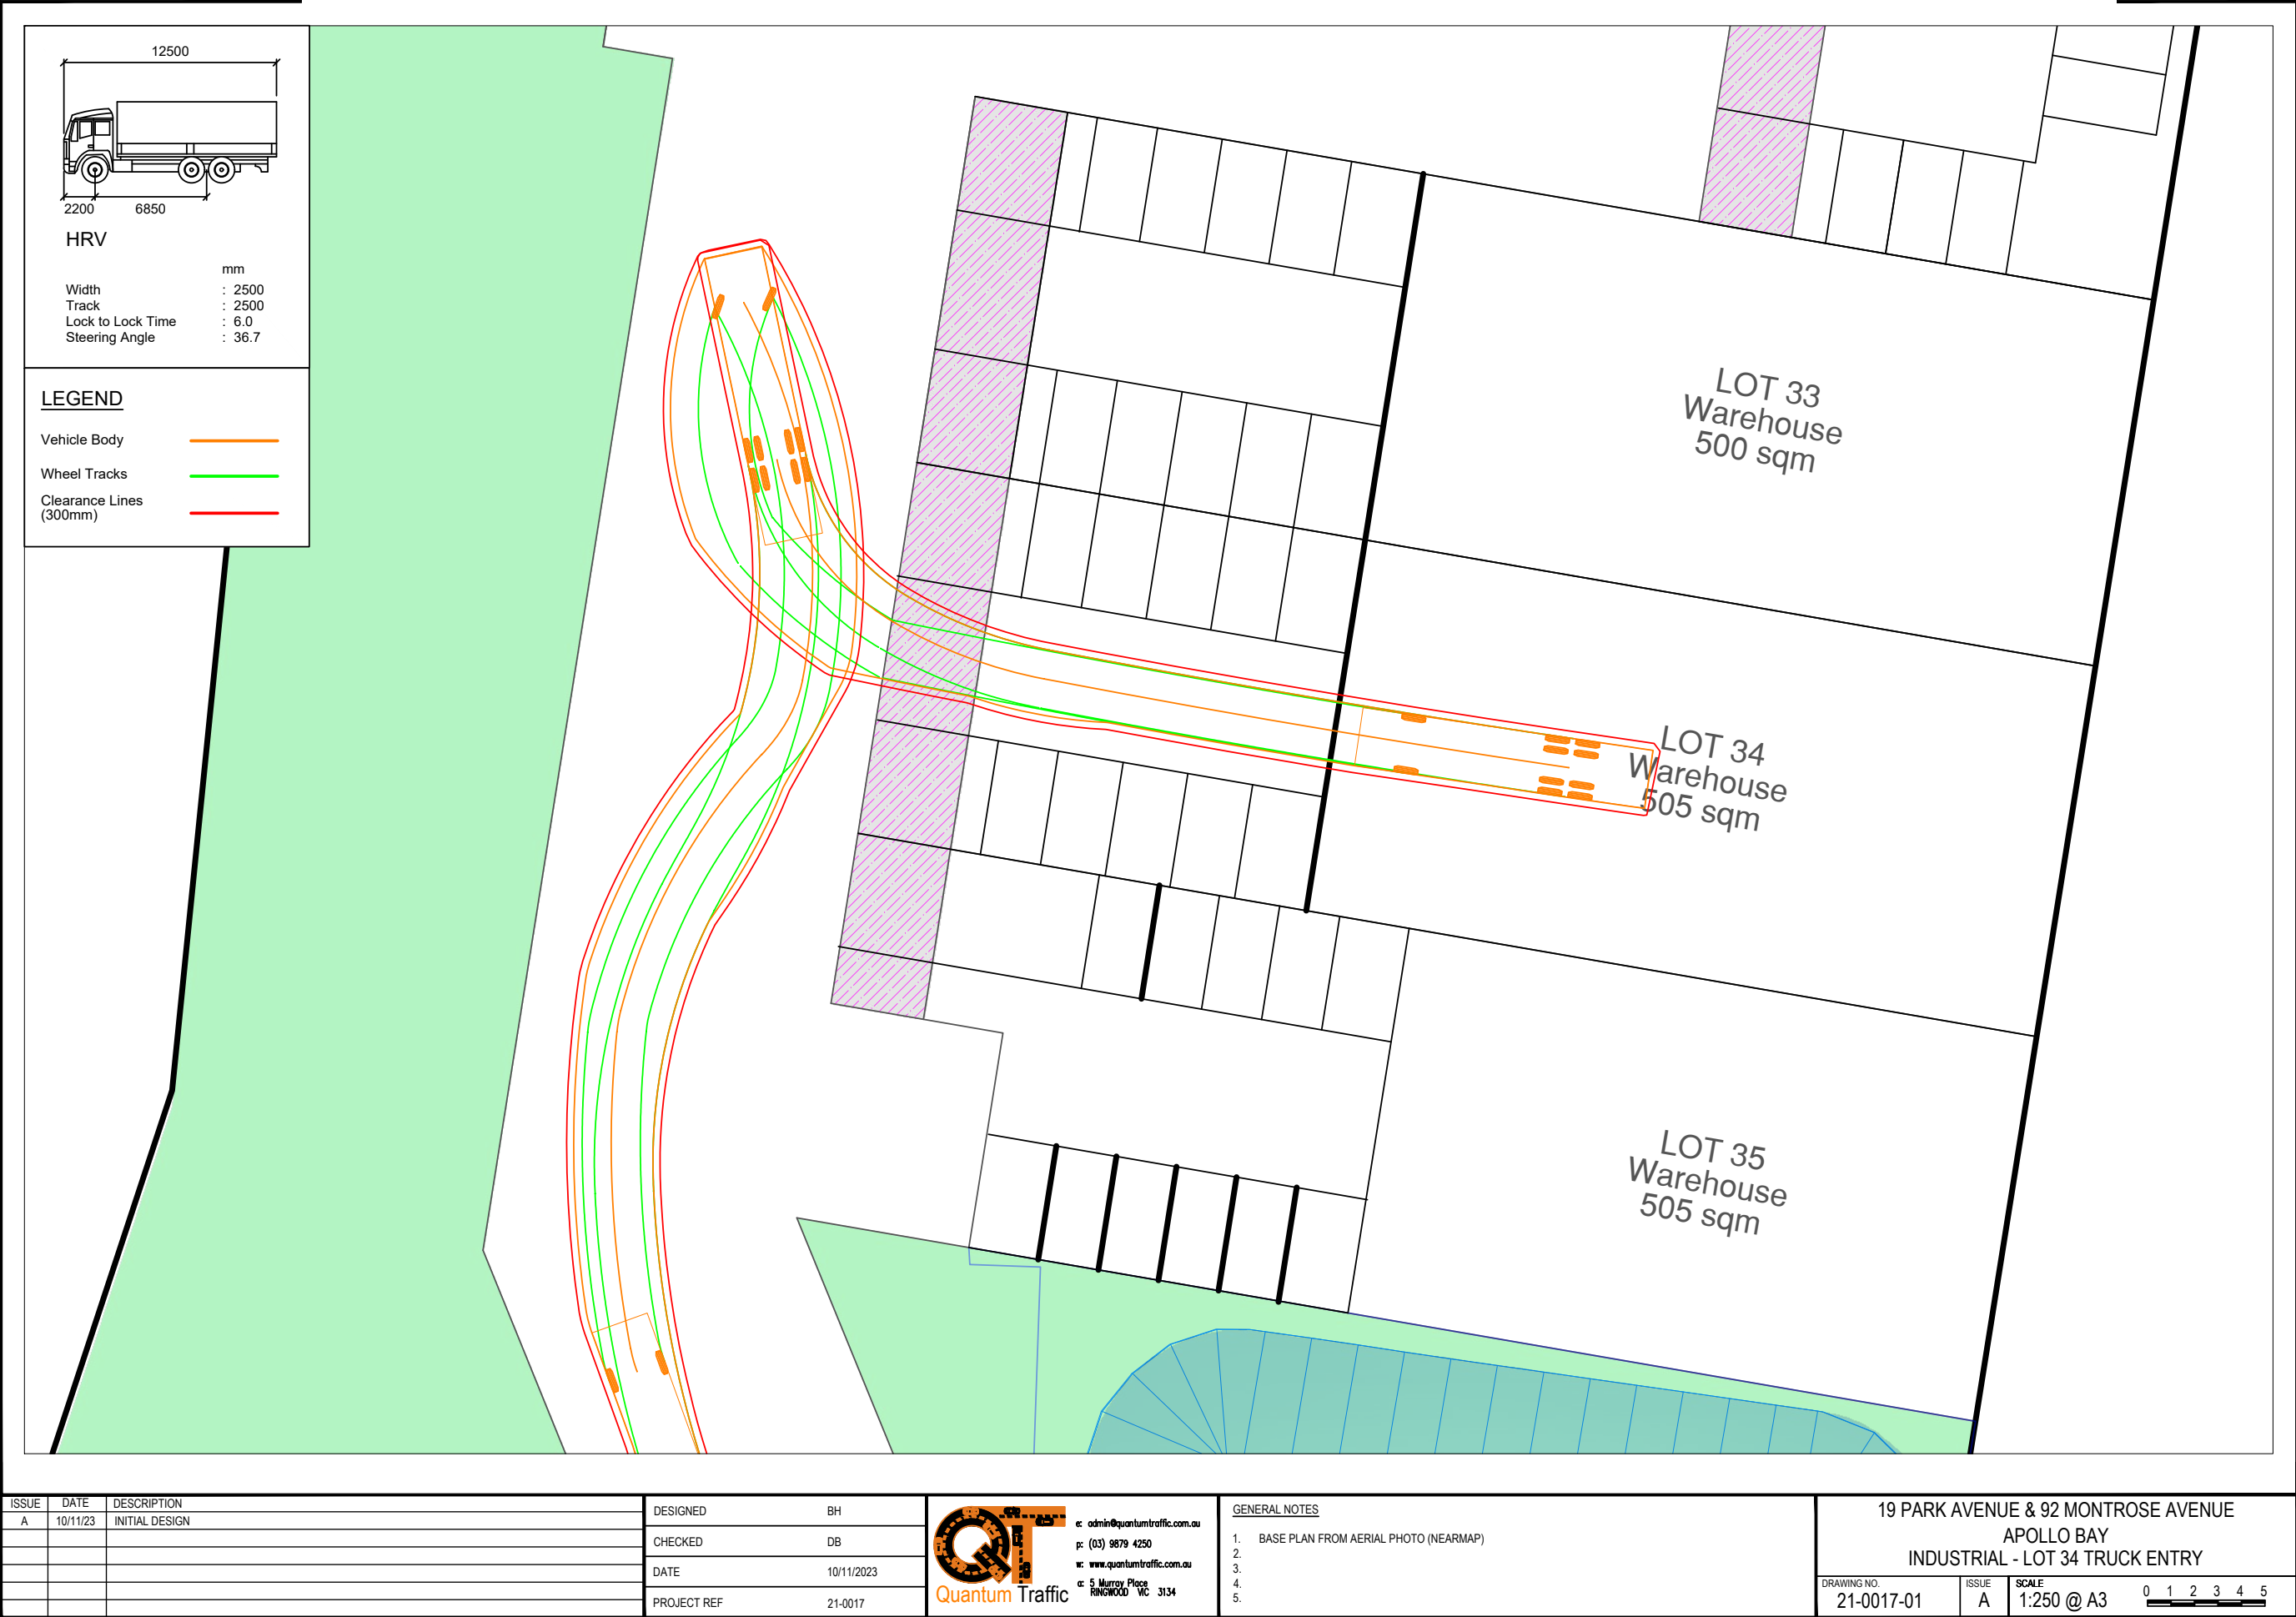 12500
2200 6850
HRV
mm
Width : 2500
Track : 2500
Lock to Lock Time : 6.0
Steering Angle : 36.7
LEGEND
Vehicle Body
Wheel Tracks
Clearance Lines
(300mm)
LOT 33
Warehouse
500 sqm
LOT 34
Warehouse
505 sqm
LOT 35
Warehouse
505 sqm
ISSUE DATE DESCRIPTION
A 10/11/23 INITIAL DESIGN
DESIGNED BH
CHECKED DB
DATE 10/11/2023
PROJECT REF 21-0017
QT
Quantum Traffic
e: admin@quantumtraffic.com.au
p: (03) 9879 4250
w: www.quantumtraffic.com.au
a: 5 Murray Place
RINGWOOD VIC 3134
GENERAL NOTES
1. BASE PLAN FROM AERIAL PHOTO (NEARMAP)
2.
3.
4.
5.
19 PARK AVENUE & 92 MONTROSE AVENUE
APOLLO BAY
INDUSTRIAL - LOT 34 TRUCK ENTRY
DRAWING NO. ISSUE SCALE
21-0017-01 A 1:250 @ A3 0 1 2 3 4 5